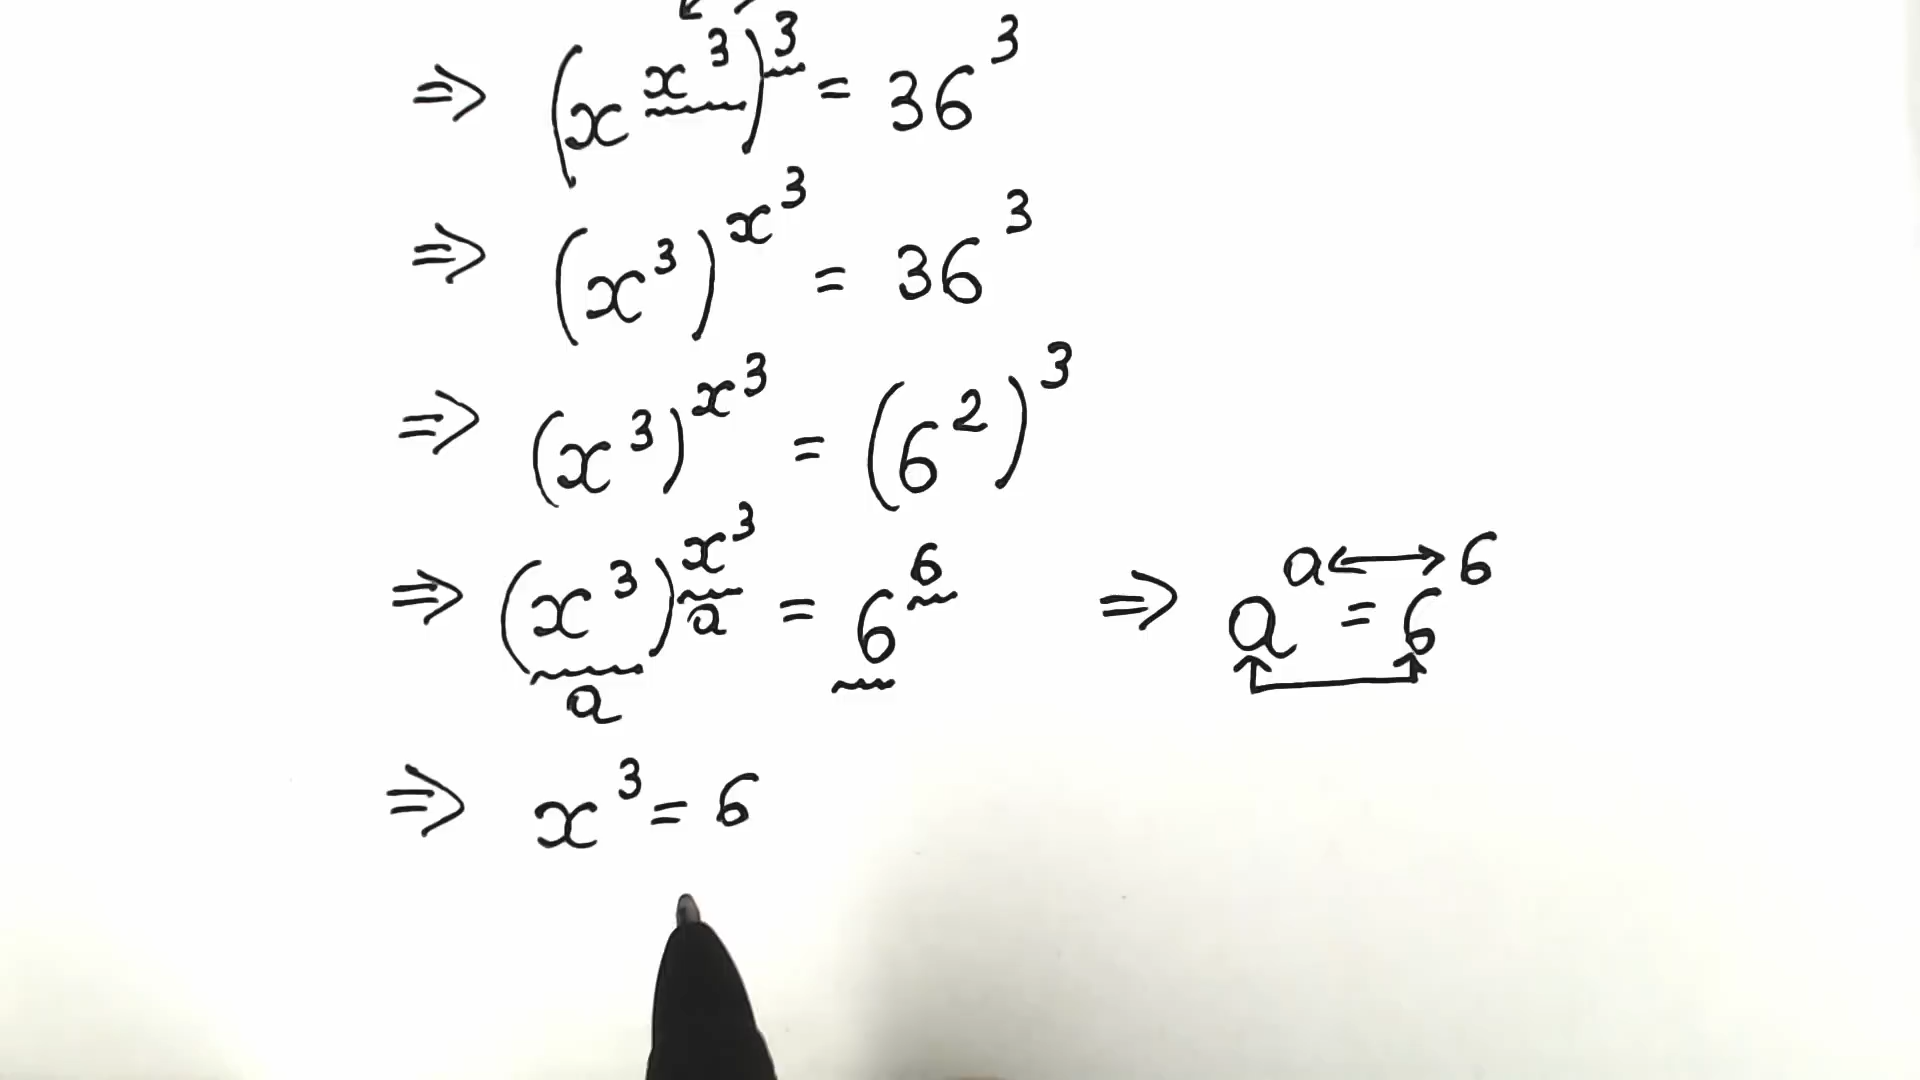 ⇒ (x^{x^3})^3 = 36^3
⇒ (x^3)^{x^3} = 36^3
⇒ (x^3)^{x^3} = (6^2)^3
⇒ (x^3)^{x^3} = 6^6 ⇒ a^a = 6^6
a a a ↔ 6
⇒ x^3 = 6